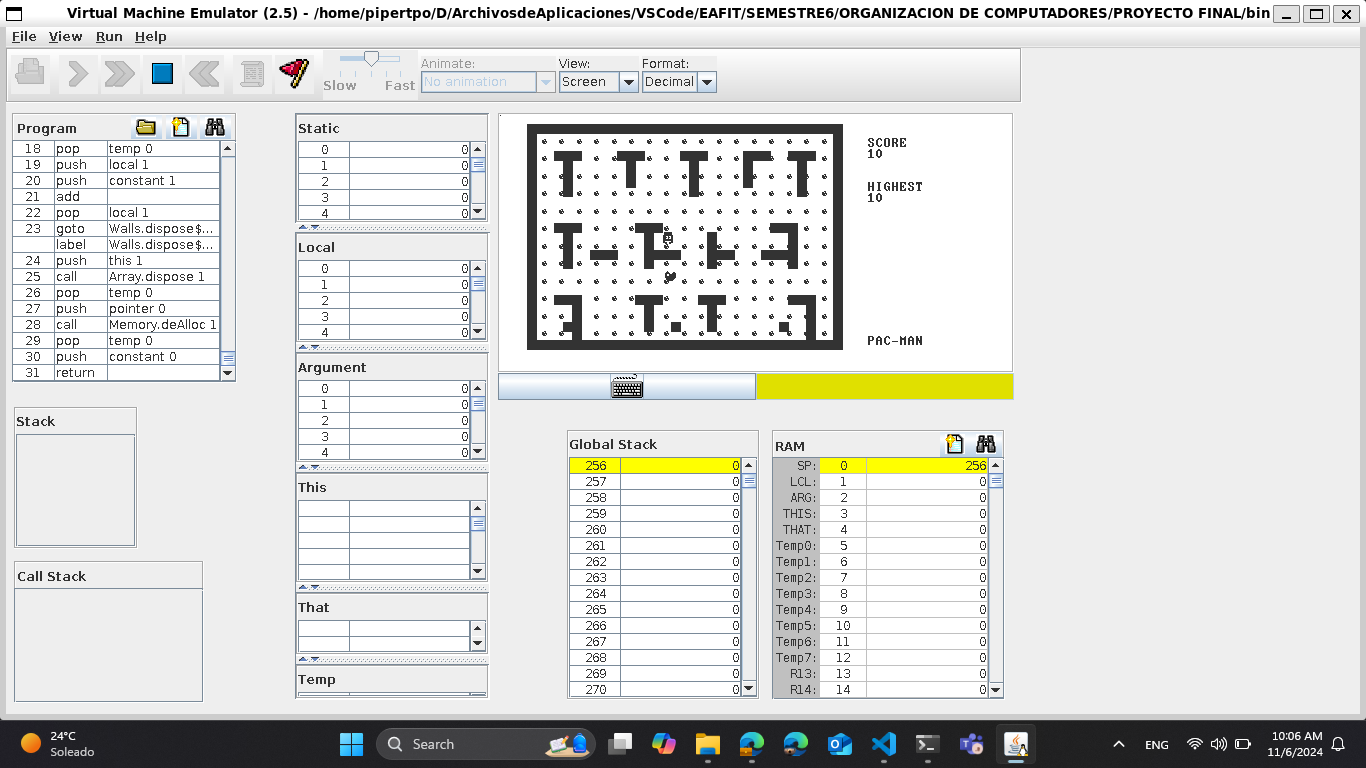 Virtual Machine Emulator (2.5) - /home/pipertpo/D/ArchivosdeAplicaciones/VSCode/EAFIT/SEMESTRE6/ORGANIZACION DE COMPUTADORES/PROYECTO FINAL/bin
File View Run Help
Slow Fast
Animate:
No animation
View:
Screen
Format:
Decimal
Program
18 pop temp 0
19 push local 1
20 push constant 1
21 add
22 pop local 1
23 goto Walls.dispose$...
label Walls.dispose$...
24 push this 1
25 call Array.dispose 1
26 pop temp 0
27 push pointer 0
28 call Memory.deAlloc 1
29 pop temp 0
30 push constant 0
31 return
Stack
Call Stack
Static
0 0
1 0
2 0
3 0
4 0
Local
0 0
1 0
2 0
3 0
4 0
Argument
0 0
1 0
2 0
3 0
4 0
This
That
Temp
SCORE
10
HIGHEST
10
PAC-MAN
Global Stack
256 0
257 0
258 0
259 0
260 0
261 0
262 0
263 0
264 0
265 0
266 0
267 0
268 0
269 0
270 0
RAM
SP: 0 256
LCL: 1 0
ARG: 2 0
THIS: 3 0
THAT: 4 0
Temp0: 5 0
Temp1: 6 0
Temp2: 7 0
Temp3: 8 0
Temp4: 9 0
Temp5: 10 0
Temp6: 11 0
Temp7: 12 0
R13: 13 0
R14: 14 0
24°C
Soleado
Search
ENG
10:06 AM
11/6/2024